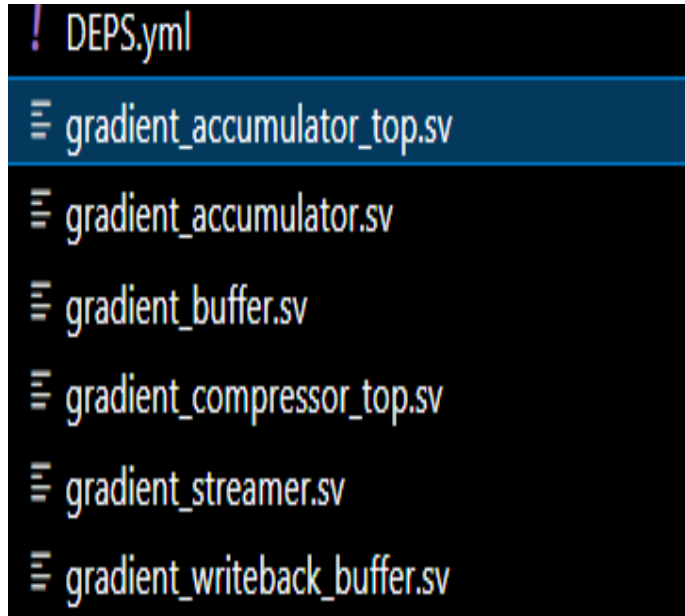 DEPS.yml
gradient_accumulator_top.sv
gradient_accumulator.sv
gradient_buffer.sv
gradient_compressor_top.sv
gradient_streamer.sv
gradient_writeback_buffer.sv